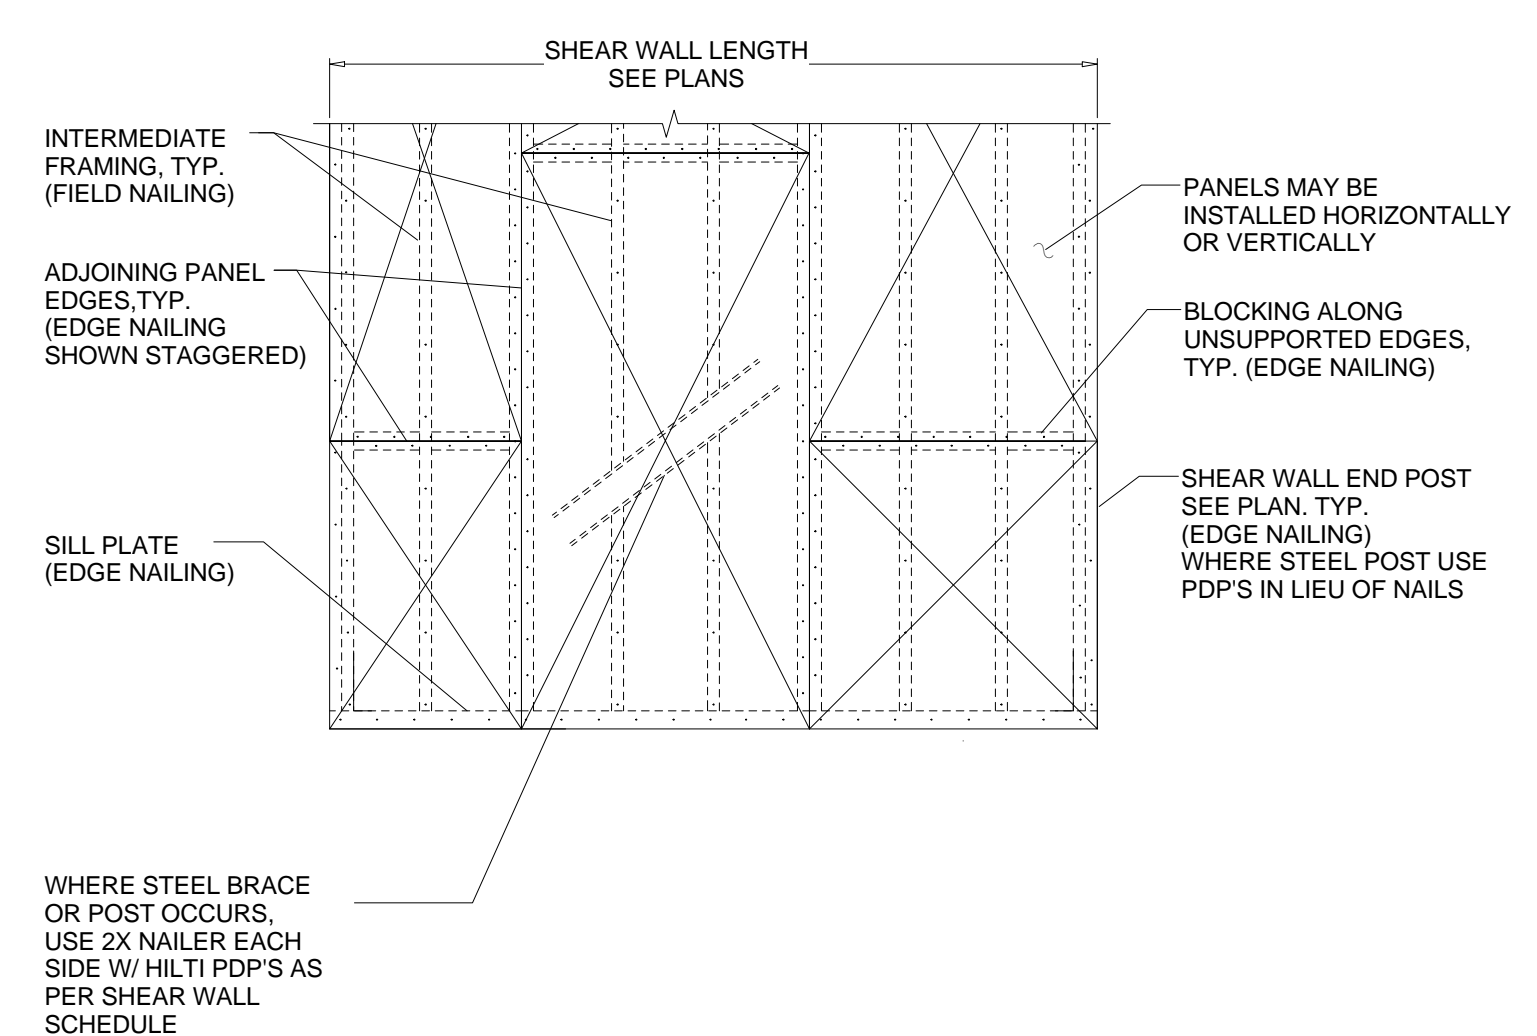 SHEAR WALL LENGTH
SEE PLANS
INTERMEDIATE
FRAMING, TYP.
(FIELD NAILING)
ADJOINING PANEL
EDGES,TYP.
(EDGE NAILING
SHOWN STAGGERED)
SILL PLATE
(EDGE NAILING)
WHERE STEEL BRACE
OR POST OCCURS,
USE 2X NAILER EACH
SIDE W/ HILTI PDP'S AS
PER SHEAR WALL
SCHEDULE
PANELS MAY BE
INSTALLED HORIZONTALLY
OR VERTICALLY
BLOCKING ALONG
UNSUPPORTED EDGES,
TYP. (EDGE NAILING)
SHEAR WALL END POST
SEE PLAN. TYP.
(EDGE NAILING)
WHERE STEEL POST USE
PDP'S IN LIEU OF NAILS